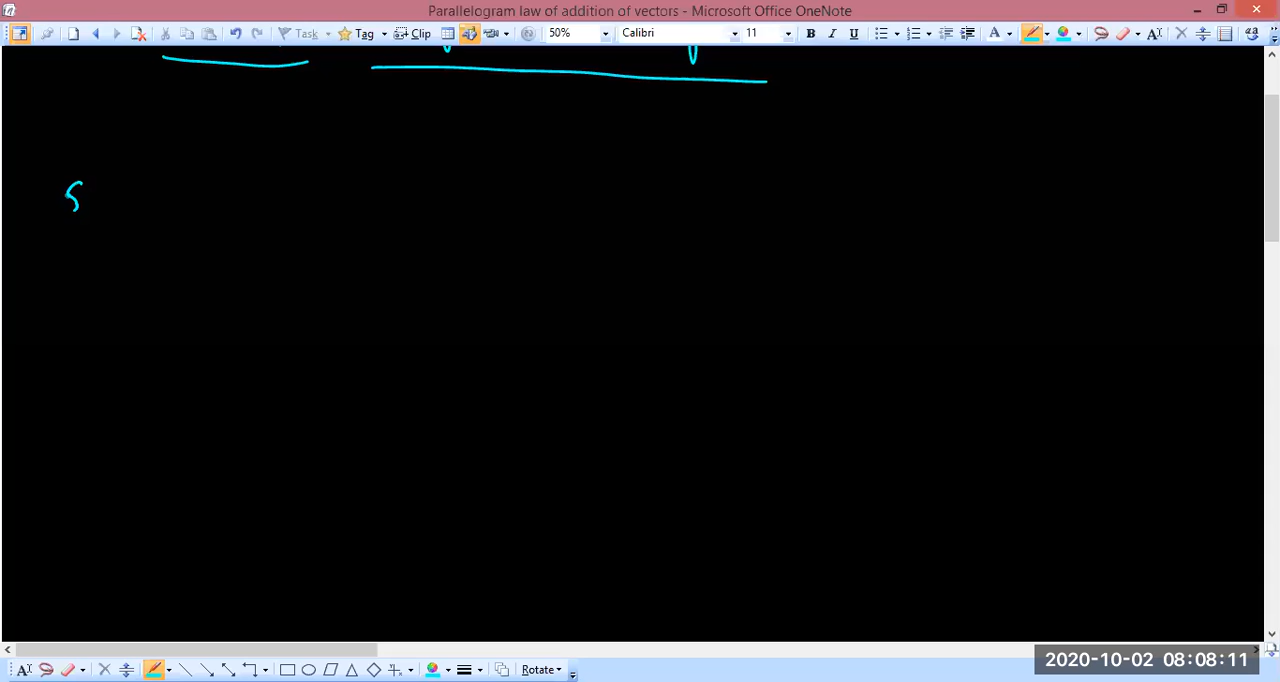 Parallelogram law of addition of vectors - Microsoft Office OneNote
Task Tag Clip 50% Calibri 11 B I U A
S
A Rotate
2020-10-02 08:08:11